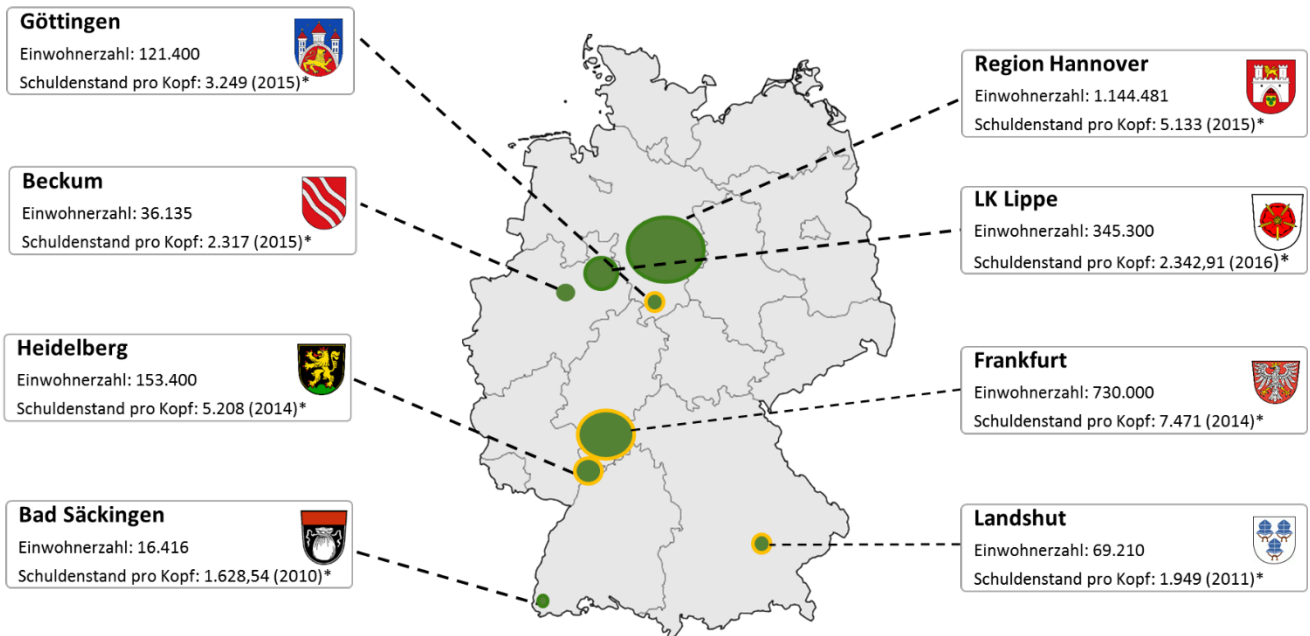 Göttingen
Einwohnerzahl: 121.400
Schuldenstand pro Kopf: 3.249 (2015)*
Beckum
Einwohnerzahl: 36.135
Schuldenstand pro Kopf: 2.317 (2015)*
Heidelberg
Einwohnerzahl: 153.400
Schuldenstand pro Kopf: 5.208 (2014)*
Bad Säckingen
Einwohnerzahl: 16.416
Schuldenstand pro Kopf: 1.628,54 (2010)*
Region Hannover
Einwohnerzahl: 1.144.481
Schuldenstand pro Kopf: 5.133 (2015)*
LK Lippe
Einwohnerzahl: 345.300
Schuldenstand pro Kopf: 2.342,91 (2016)*
Frankfurt
Einwohnerzahl: 730.000
Schuldenstand pro Kopf: 7.471 (2014)*
Landshut
Einwohnerzahl: 69.210
Schuldenstand pro Kopf: 1.949 (2011)*